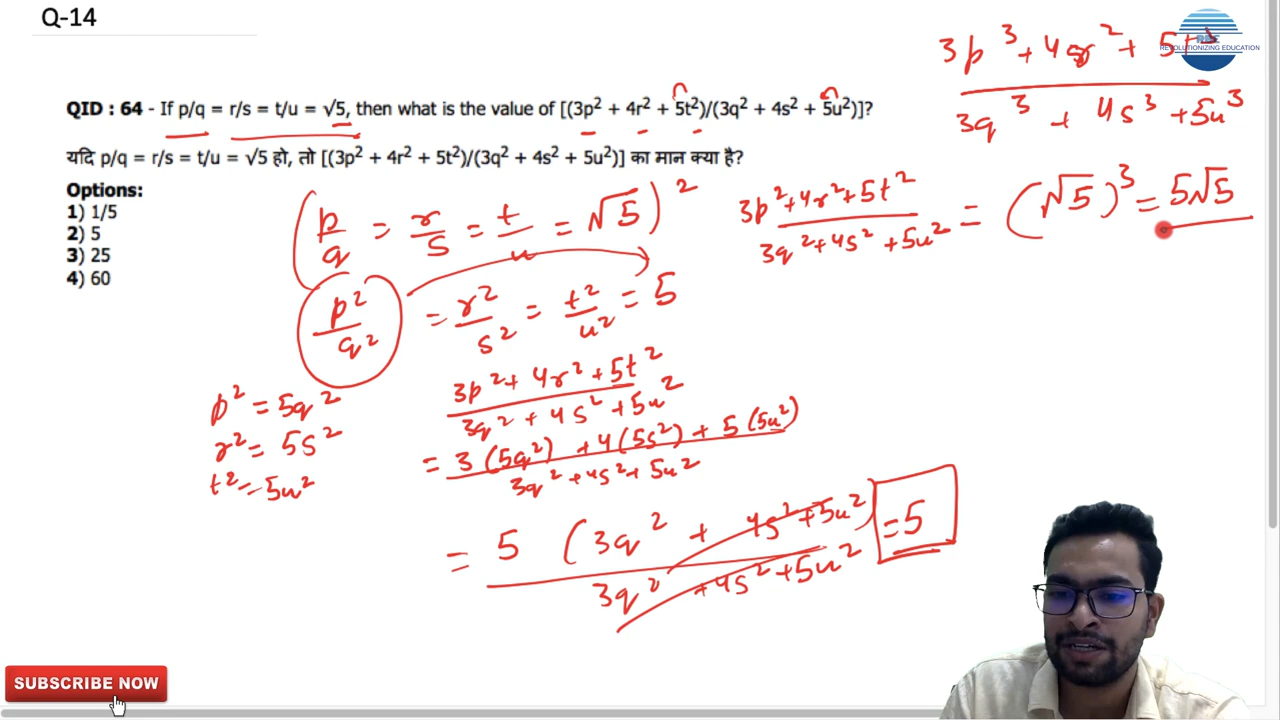 Q-14
QID : 64 - If p/q = r/s = t/u = √5, then what is the value of [(3p² + 4r² + 5t²)/(3q² + 4s² + 5u²)]?
यदि p/q = r/s = t/u = √5 हो, तो [(3p² + 4r² + 5t²)/(3q² + 4s² + 5u²)] का मान क्या है?
Options:
1) 1/5
2) 5
3) 25
4) 60
(p/q = r/s = t/u = √5)²
p²/q² = r²/s² = t²/u² = 5
p² = 5q²
r² = 5s²
t² = 5u²
3p² + 4r² + 5t²
3q² + 4s² + 5u²
= 3(5q²) + 4(5s²) + 5(5u²)
3q² + 4s² + 5u²
= 5 (3q² + 4s² + 5u²) = 5
3q² + 4s² + 5u²
REVOLUTIONIZING EDUCATION
3p³ + 4r² + 5t³
3q³ + 4s³ + 5u³
3p² + 4r² + 5t² = (√5)³ = 5√5
3q² + 4s² + 5u²
SUBSCRIBE NOW